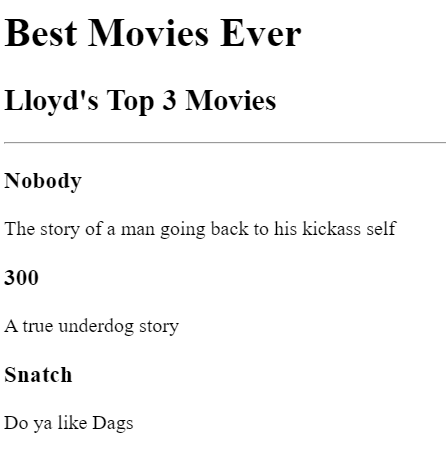 Best Movies Ever
Lloyd's Top 3 Movies
Nobody
The story of a man going back to his kickass self
300
A true underdog story
Snatch
Do ya like Dags